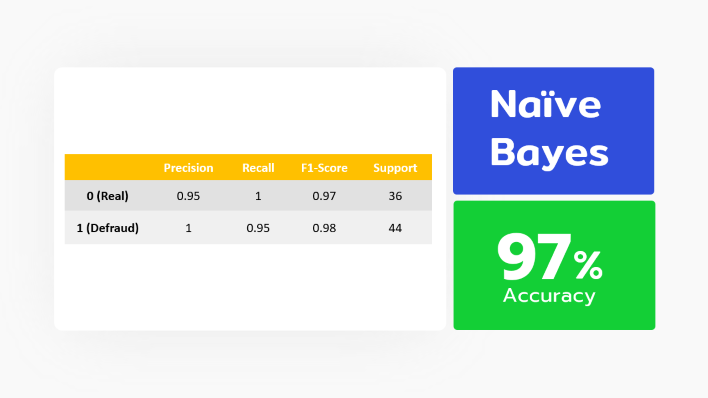 Precision Recall F1-Score Support
0 (Real) 0.95 1 0.97 36
1 (Defraud) 1 0.95 0.98 44
Naïve
Bayes
97%
Accuracy